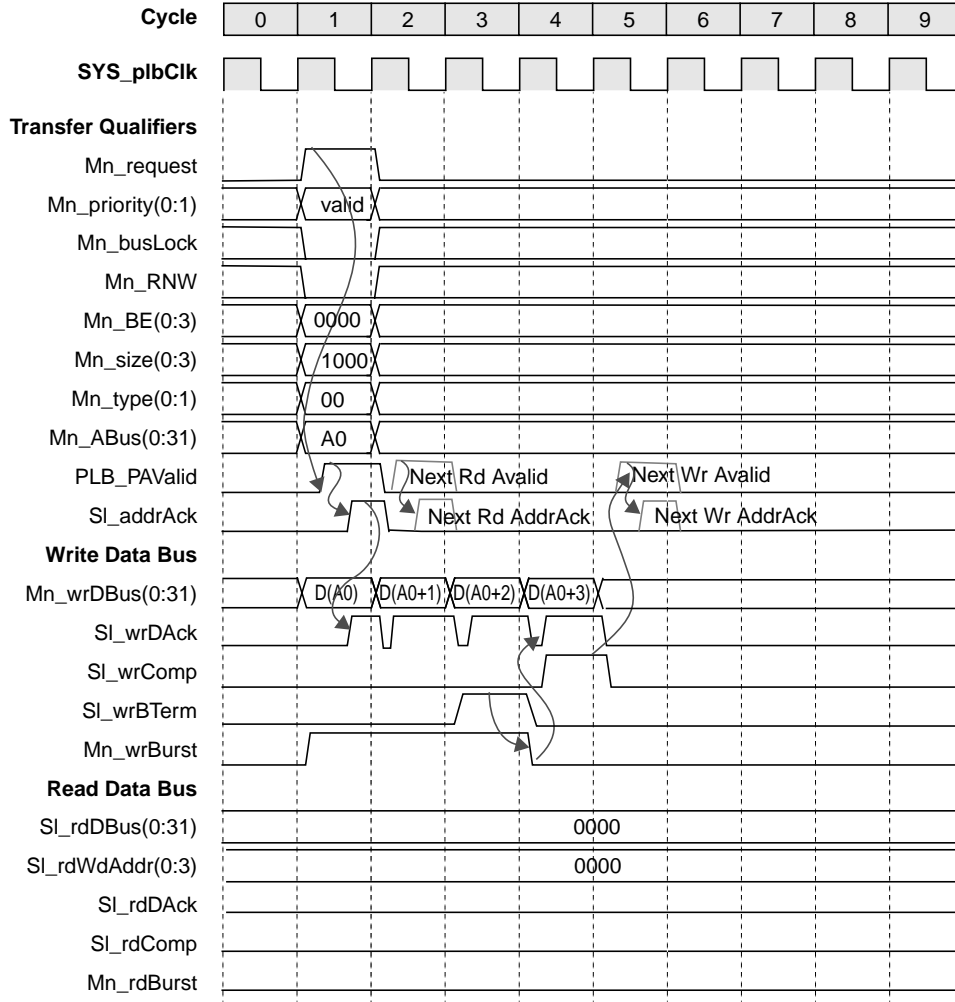 Cycle 0 1 2 3 4 5 6 7 8 9
SYS_plbClk
Transfer Qualifiers
Mn_request
Mn_priority(0:1) valid
Mn_busLock
Mn_RNW
Mn_BE(0:3) 0000
Mn_size(0:3) 1000
Mn_type(0:1) 00
Mn_ABus(0:31) A0
PLB_PAValid Next Rd Avalid Next Wr Avalid
Sl_addrAck Next Rd AddrAck Next Wr AddrAck
Write Data Bus
Mn_wrDBus(0:31) D(A0) D(A0+1) D(A0+2) D(A0+3)
Sl_wrDAck
Sl_wrComp
Sl_wrBTerm
Mn_wrBurst
Read Data Bus
Sl_rdDBus(0:31) 0000
Sl_rdWdAddr(0:3) 0000
Sl_rdDAck
Sl_rdComp
Mn_rdBurst